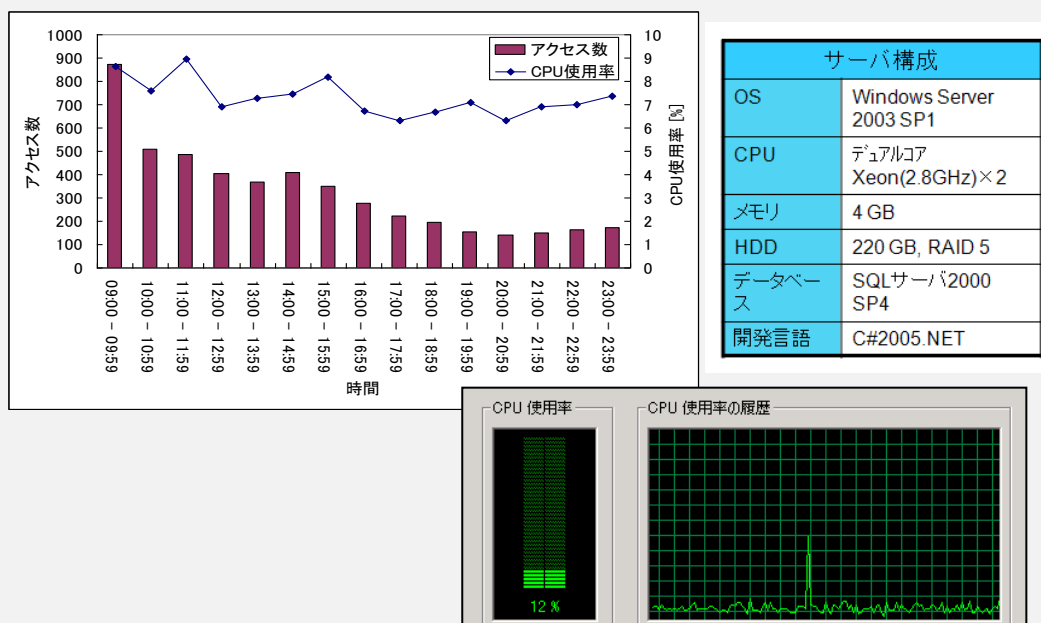 1000
900
800
700
600
500
400
300
200
100
0
アクセス数
アクセス数
CPU使用率
10
9
8
7
6
5
4
3
2
1
0
CPU使用率 [%]
09:00 - 09:59
10:00 - 10:59
11:00 - 11:59
12:00 - 12:59
13:00 - 13:59
14:00 - 14:59
15:00 - 15:59
16:00 - 16:59
17:00 - 17:59
18:00 - 18:59
19:00 - 19:59
20:00 - 20:59
21:00 - 21:59
22:00 - 22:59
23:00 - 23:59
時間
サーバ構成
OS
Windows Server
2003 SP1
CPU
デュアルコア
Xeon(2.8GHz)×2
メモリ
4 GB
HDD
220 GB, RAID 5
データベー
ス
SQLサーバ2000
SP4
開発言語
C#2005.NET
CPU 使用率
12 %
CPU 使用率の履歴